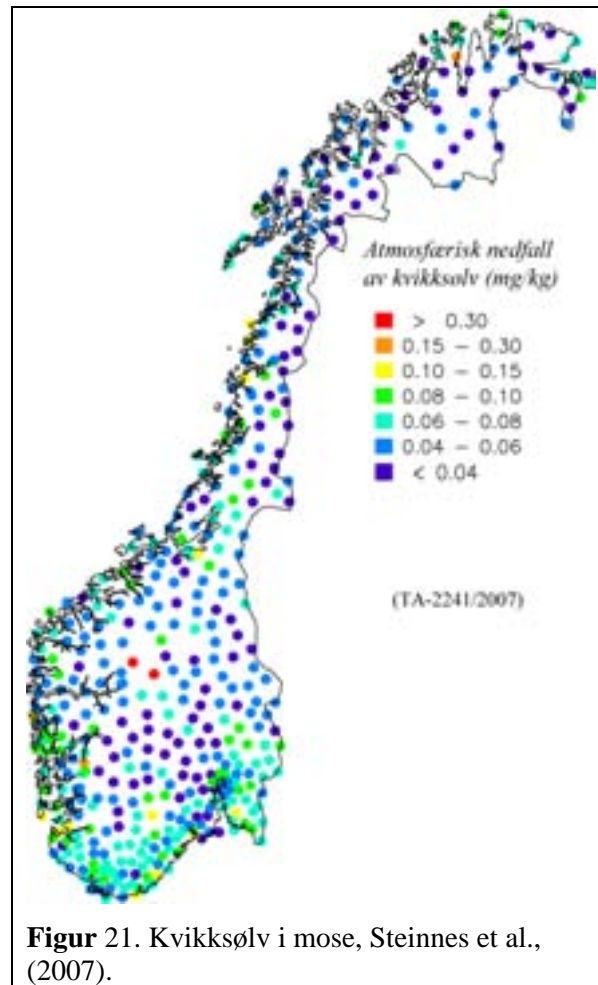 Atmosfærisk nedfall
av kvikksølv (mg/kg)
> 0.30
0.15 – 0.30
0.10 – 0.15
0.08 – 0.10
0.06 – 0.08
0.04 – 0.06
< 0.04
(TA-2241/2007)
Figur 21. Kvikksølv i mose, Steinnes et al.,
(2007).